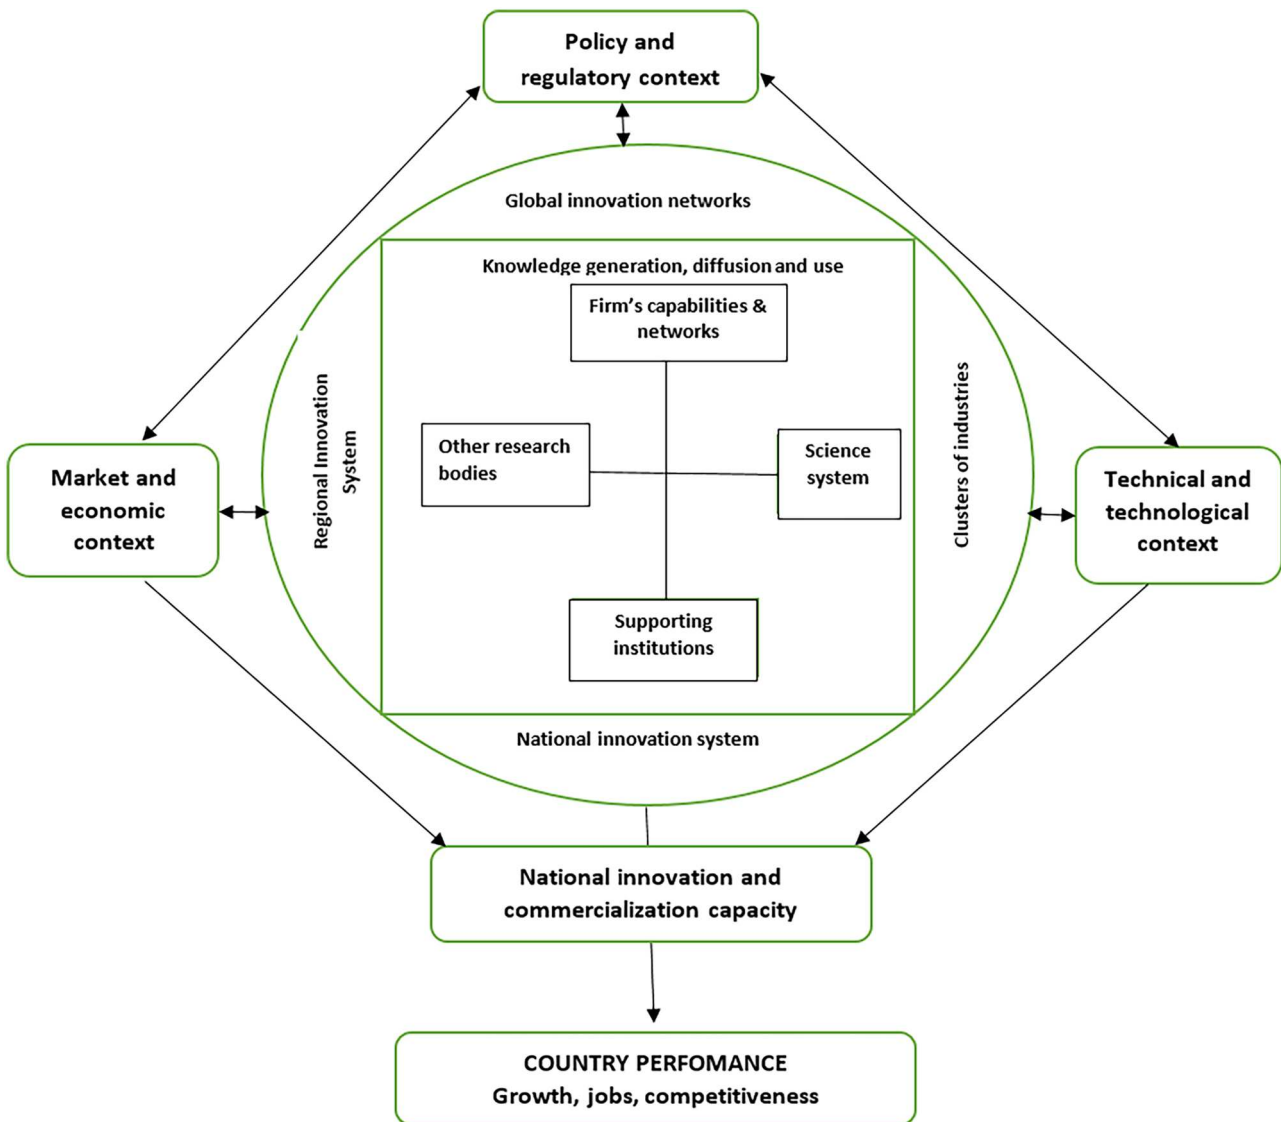 Policy and
regulatory context
Global innovation networks
Knowledge generation, diffusion and use
Firm's capabilities &
networks
Regional Innovation
System
Other research
bodies
Science
system
Clusters of industries
Market and
economic
context
Technical and
technological
context
Supporting
institutions
National innovation system
National innovation and
commercialization capacity
COUNTRY PERFOMANCE
Growth, jobs, competitiveness